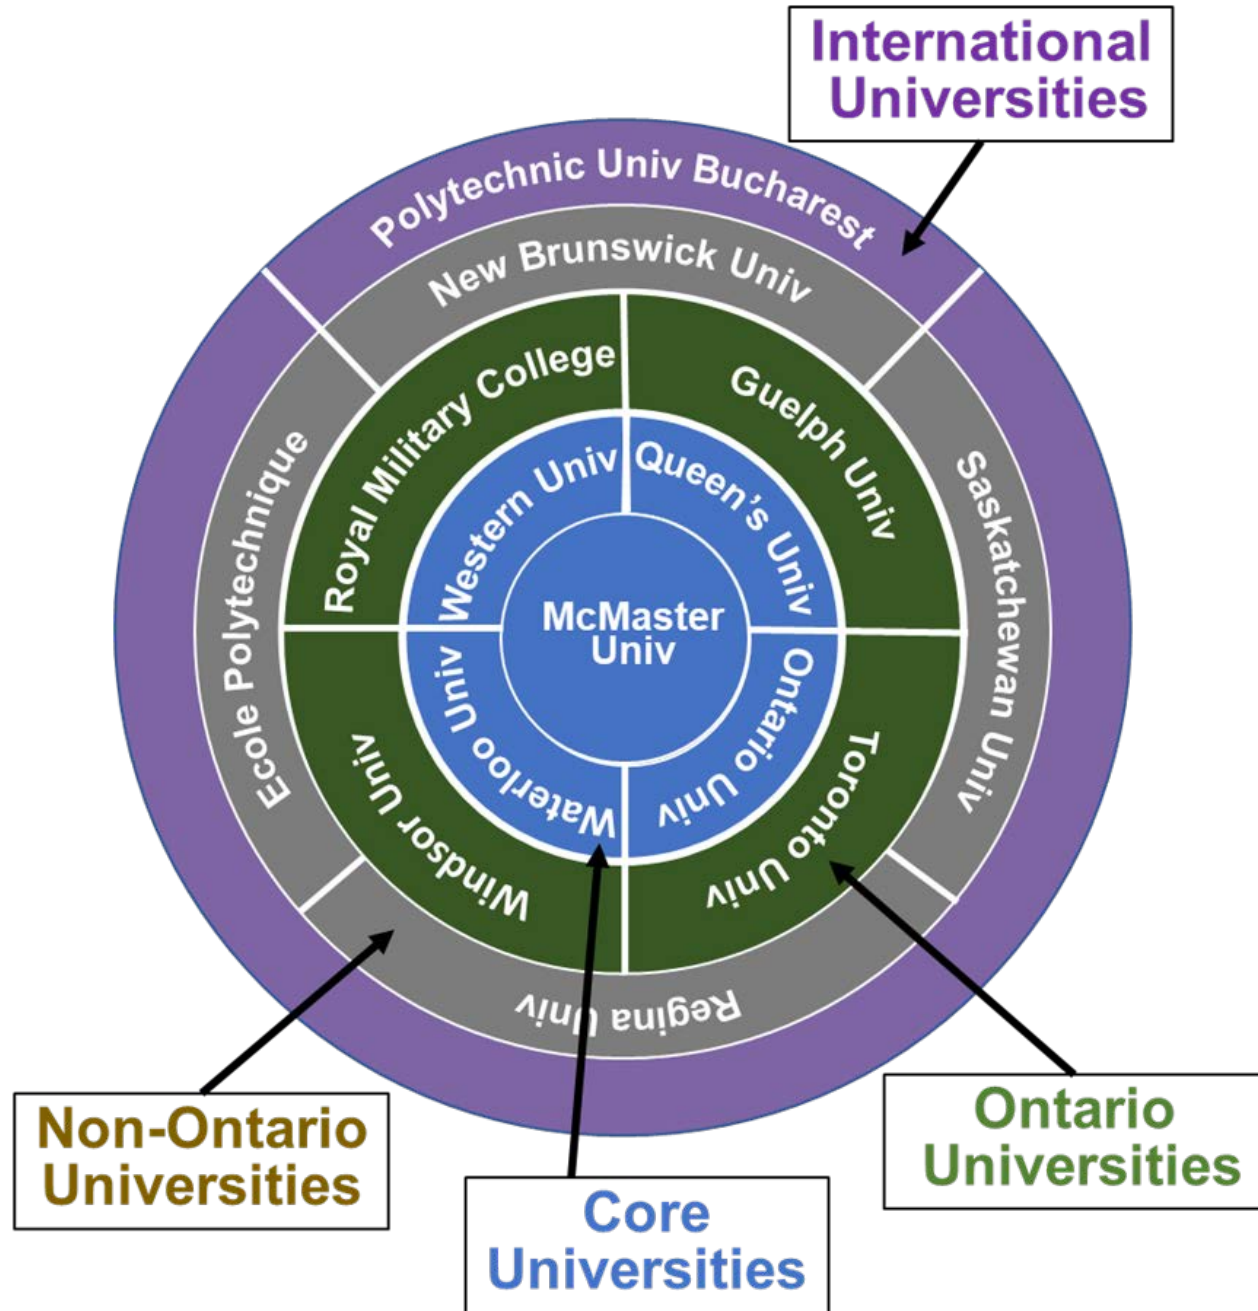 International
Universities
Polytechnic Univ Bucharest
New Brunswick Univ
Royal Military College
Guelph Univ
Western Univ
Queen's Univ
Ecole Polytechnique
Saskatchewan Univ
McMaster
Univ
Waterloo Univ
Ontario Univ
Windsor Univ
Toronto Univ
Regina Univ
Non-Ontario
Universities
Ontario
Universities
Core
Universities